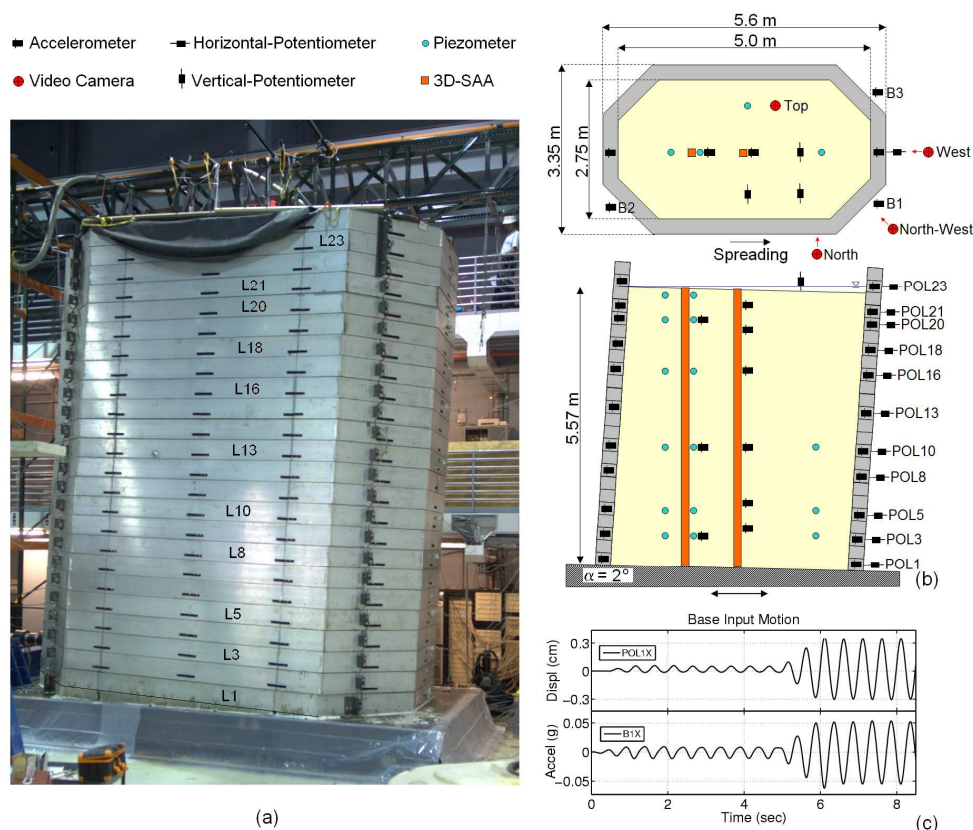 Accelerometer
Horizontal-Potentiometer
Piezometer
Video Camera
Vertical-Potentiometer
3D-SAA
L23
L21
L20
L18
L16
L13
L10
L8
L5
L3
L1
(a)
5.6 m
5.0 m
3.35 m
2.75 m
B3
Top
West
B1
B2
North-West
North
Spreading
5.57 m
POL23
POL21
POL20
POL18
POL16
POL13
POL10
POL8
POL5
POL3
POL1
α = 2°
(b)
Base Input Motion
Displ (cm)
0.3
0
−0.3
POL1X
Accel (g)
0.05
0
−0.05
B1X
0 2 4 6 8
Time (sec)
(c)